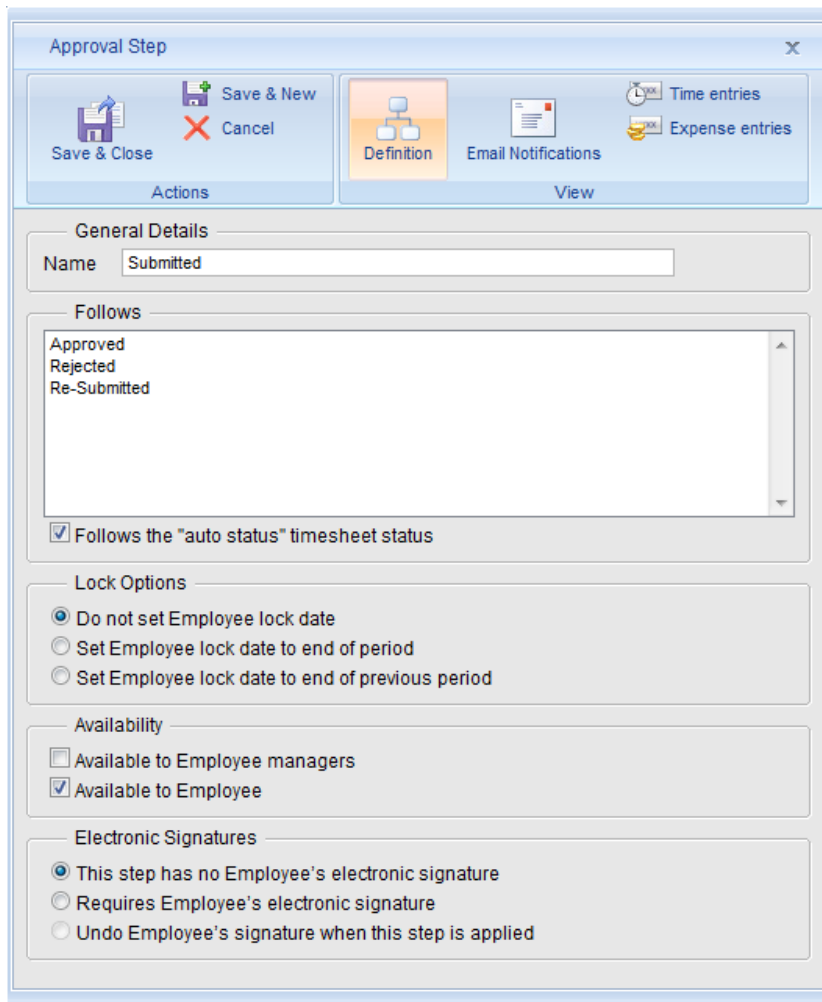 Approval Step
Save & Close
Save & New
Cancel
Actions
Definition
Email Notifications
Time entries
Expense entries
View
General Details
Name Submitted
Follows
Approved
Rejected
Re-Submitted
Follows the "auto status" timesheet status
Lock Options
Do not set Employee lock date
Set Employee lock date to end of period
Set Employee lock date to end of previous period
Availability
Available to Employee managers
Available to Employee
Electronic Signatures
This step has no Employee's electronic signature
Requires Employee's electronic signature
Undo Employee's signature when this step is applied